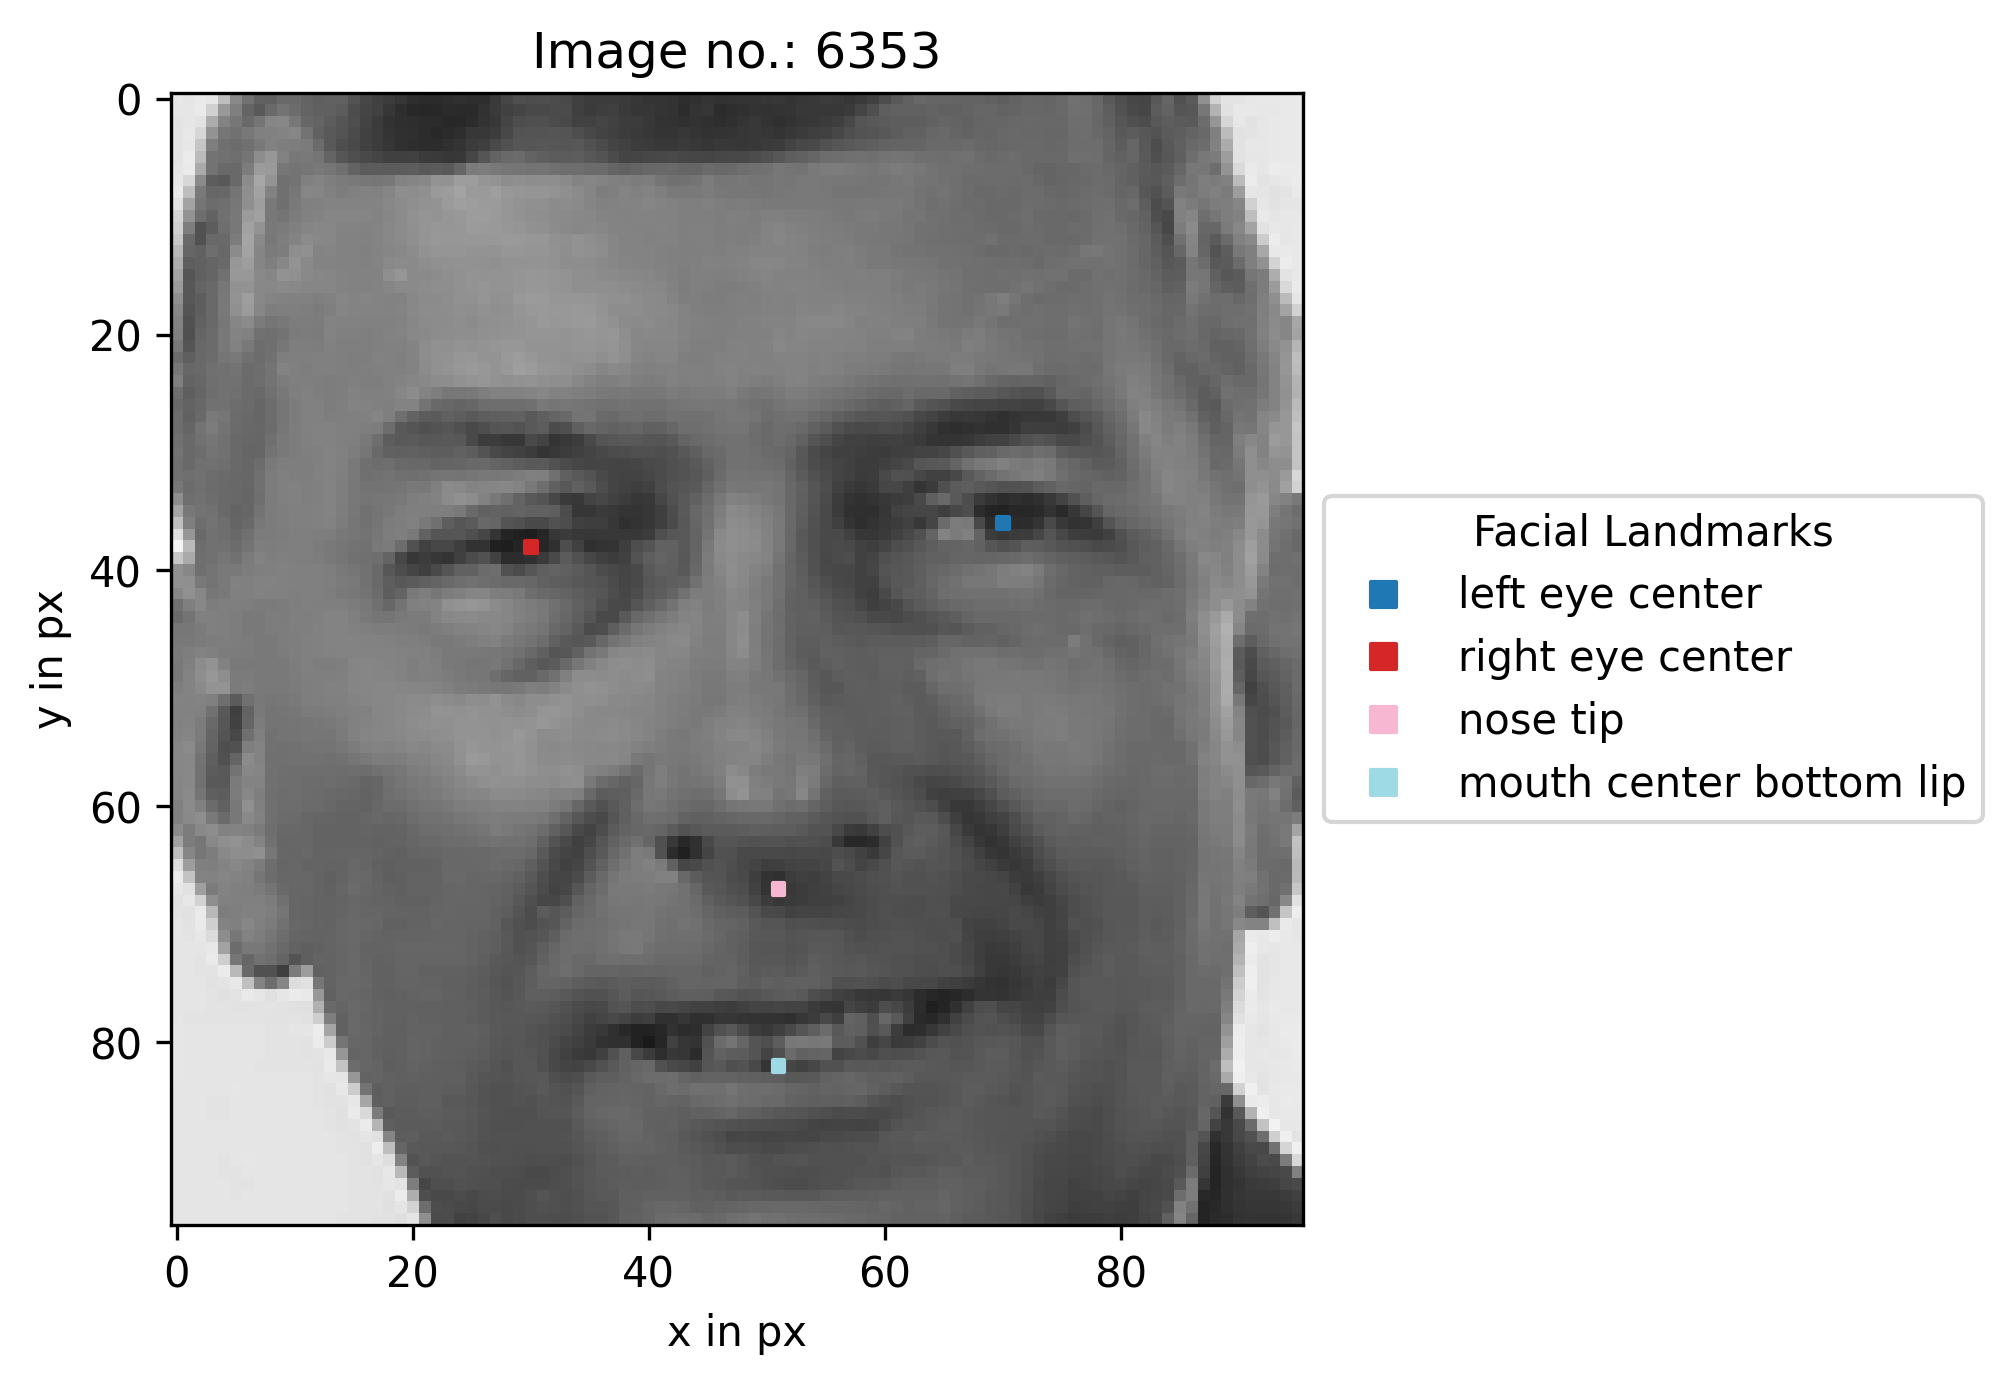 Image no.: 6353
0
20
40
60
80
y in px
0 20 40 60 80
x in px
Facial Landmarks
left eye center
right eye center
nose tip
mouth center bottom lip